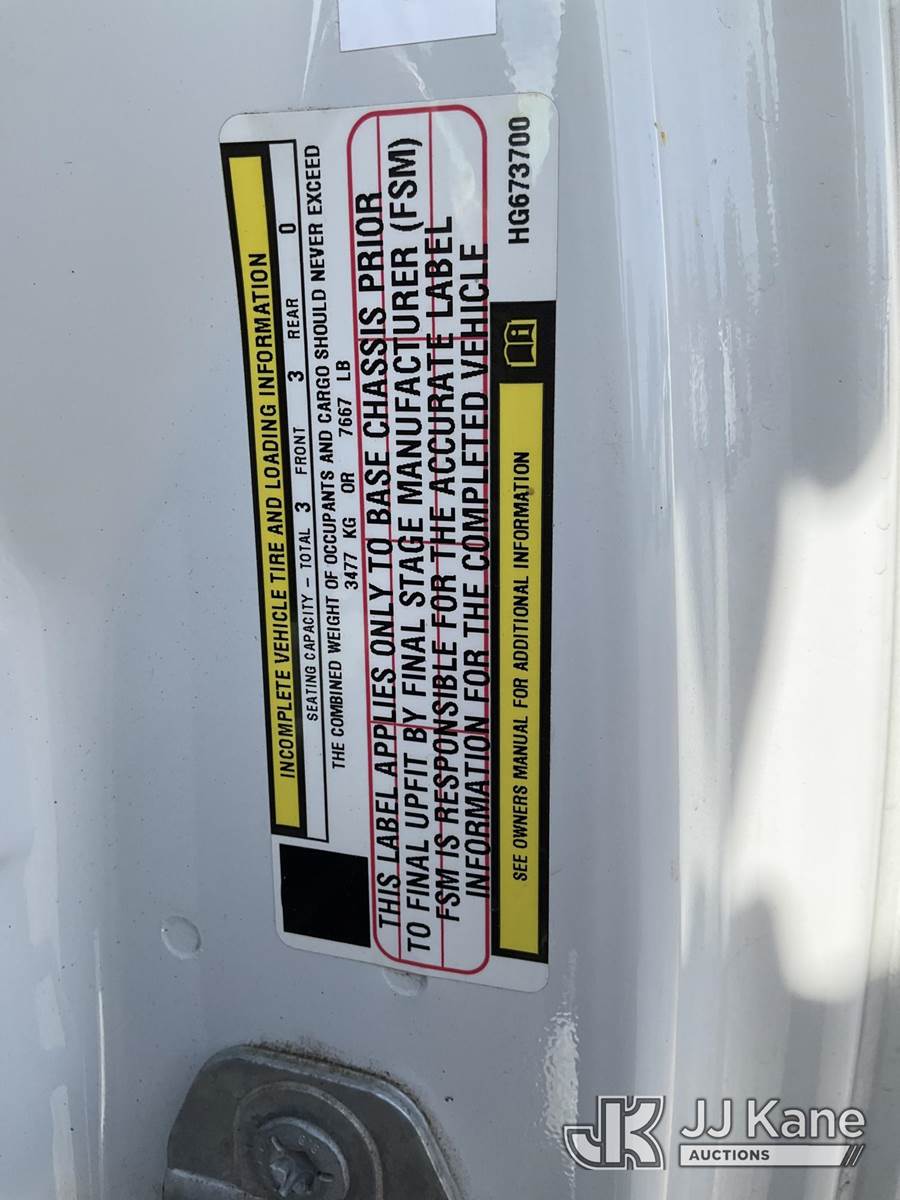 INCOMPLETE VEHICLE TIRE AND LOADING INFORMATION
SEATING CAPACITY - TOTAL 3 FRONT 3 REAR 0
THE COMBINED WEIGHT OF OCCUPANTS AND CARGO SHOULD NEVER EXCEED
3477 KG OR 7667 LB
THIS LABEL APPLIES ONLY TO BASE CHASSIS PRIOR
TO FINAL UPFIT BY FINAL STAGE MANUFACTURER (FSM)
FSM IS RESPONSIBLE FOR THE ACCURATE LABEL
INFORMATION FOR THE COMPLETED VEHICLE
SEE OWNERS MANUAL FOR ADDITIONAL INFORMATION
HG673700
JK JJ Kane
AUCTIONS